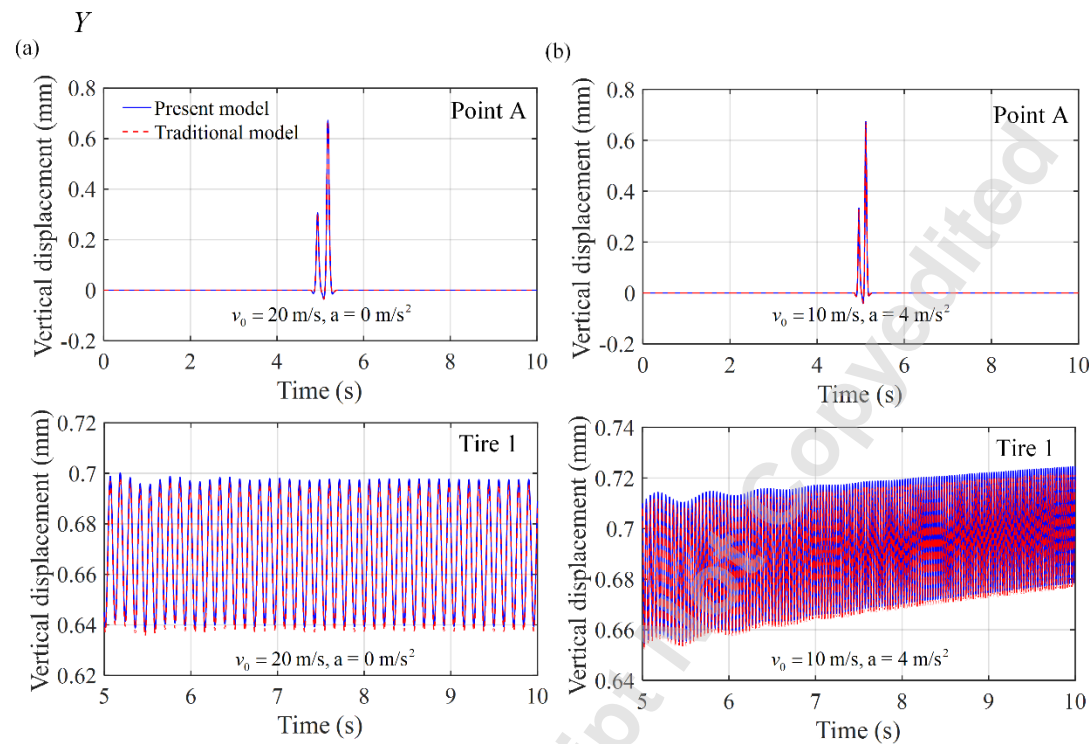 Y
(a)
(b)
Vertical displacement (mm)
0.8
0.6
0.4
0.2
0
-0.2
Present model
Traditional model
Point A
v₀ = 20 m/s, a = 0 m/s²
0 2 4 6 8 10
Time (s)
Vertical displacement (mm)
0.8
0.6
0.4
0.2
0
-0.2
Point A
v₀ = 10 m/s, a = 4 m/s²
0 2 4 6 8 10
Time (s)
Vertical displacement (mm)
0.72
0.7
0.68
0.66
0.64
0.62
Tire 1
v₀ = 20 m/s, a = 0 m/s²
5 6 7 8 9 10
Time (s)
Vertical displacement (mm)
0.74
0.72
0.7
0.68
0.66
0.64
Tire 1
v₀ = 10 m/s, a = 4 m/s²
5 6 7 8 9 10
Time (s)
ipt Not Copyedited